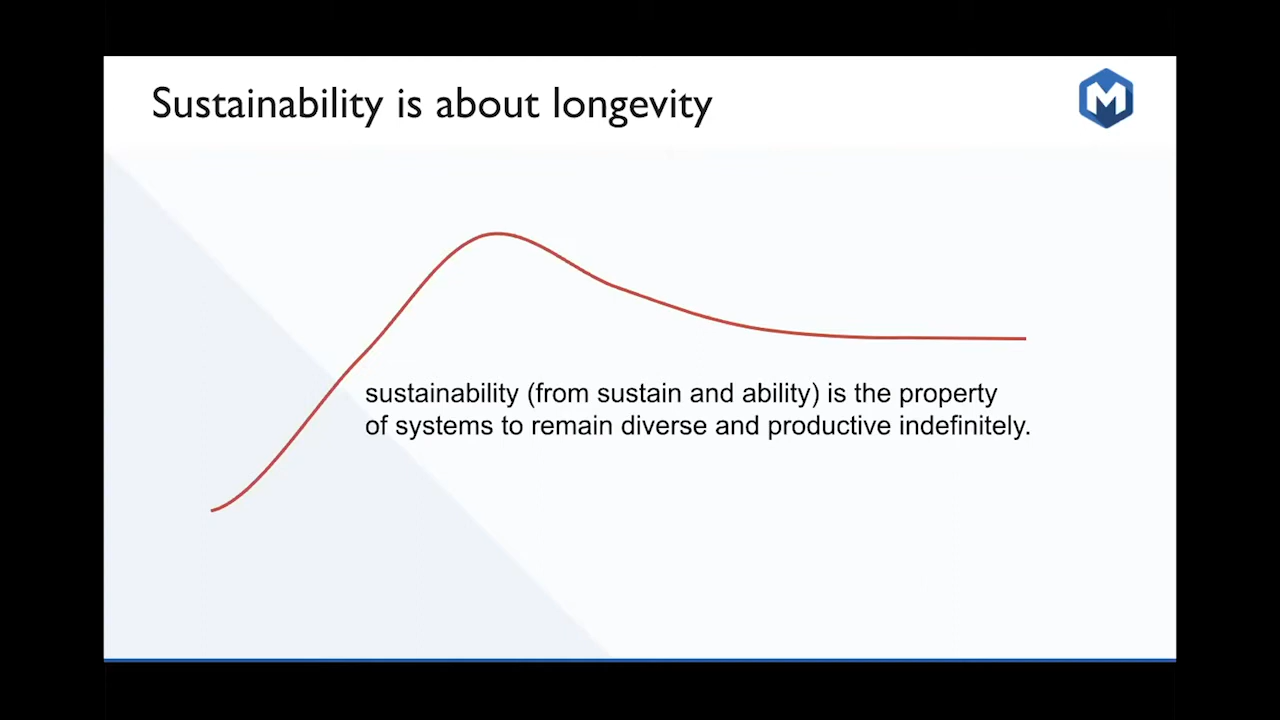 Sustainability is about longevity
M
sustainability (from sustain and ability) is the property
of systems to remain diverse and productive indefinitely.